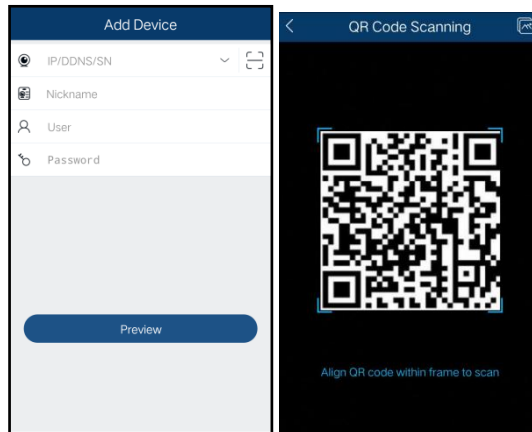 Add Device
IP/DDNS/SN
Nickname
User
Password
Preview
QR Code Scanning
Align QR code within frame to scan